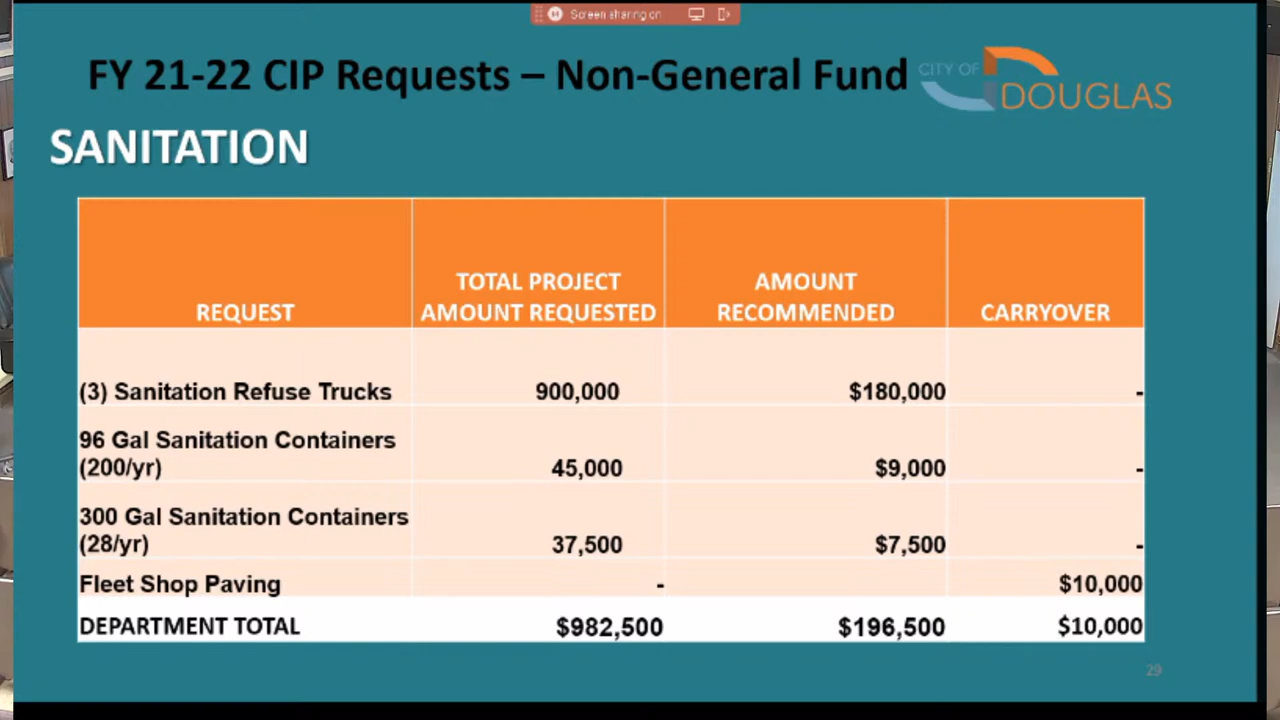 Screen sharing on
FY 21-22 CIP Requests – Non-General Fund
CITY OF
DOUGLAS
SANITATION
REQUEST
TOTAL PROJECT
AMOUNT REQUESTED
AMOUNT
RECOMMENDED
CARRYOVER
(3) Sanitation Refuse Trucks 900,000 $180,000 -
96 Gal Sanitation Containers
(200/yr) 45,000 $9,000 -
300 Gal Sanitation Containers
(28/yr) 37,500 $7,500 -
Fleet Shop Paving - $10,000
DEPARTMENT TOTAL $982,500 $196,500 $10,000
29